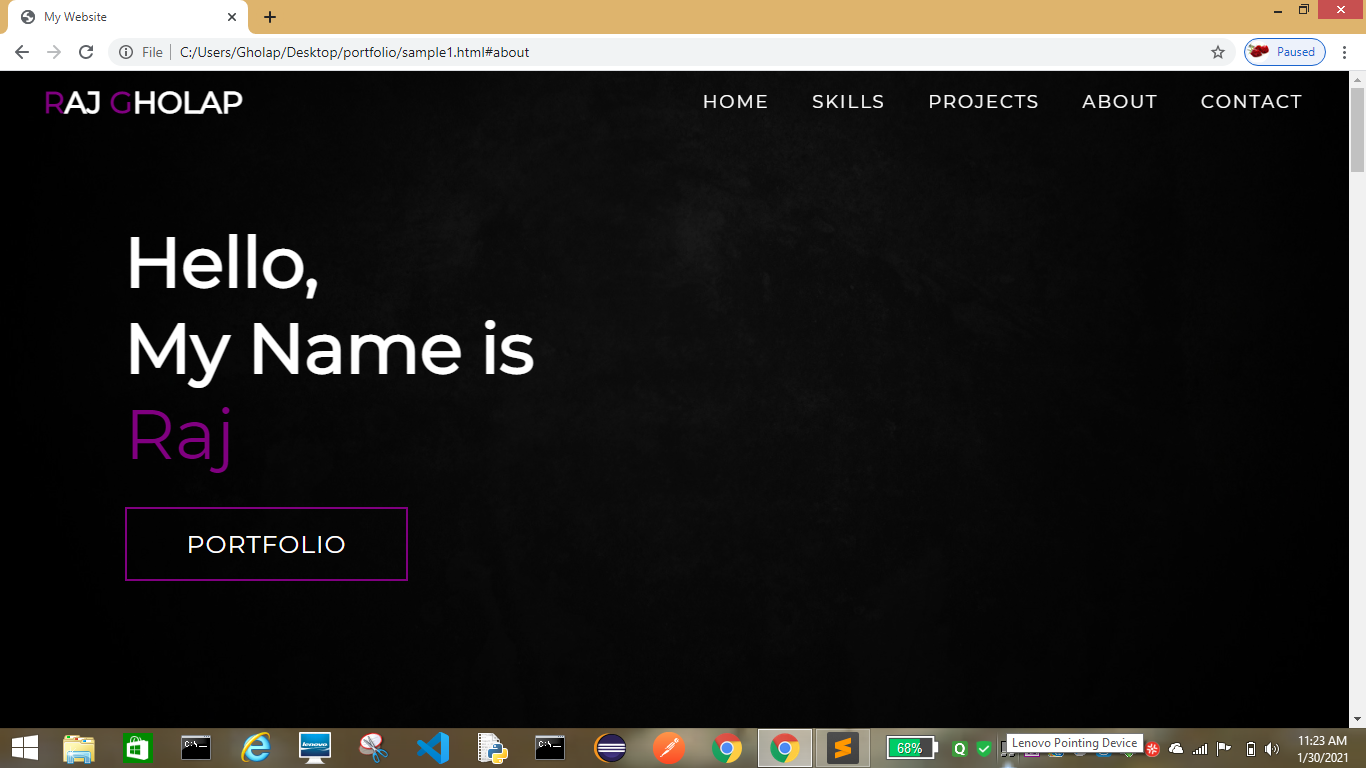 My Website
File
C:/Users/Gholap/Desktop/portfolio/sample1.html#about
Paused
RAJ GHOLAP
HOME SKILLS PROJECTS ABOUT CONTACT
Hello,
My Name is
Raj
PORTFOLIO
C:\_
lenovo
C:\_
68%
Q
Lenovo Pointing Device
11:23 AM
1/30/2021